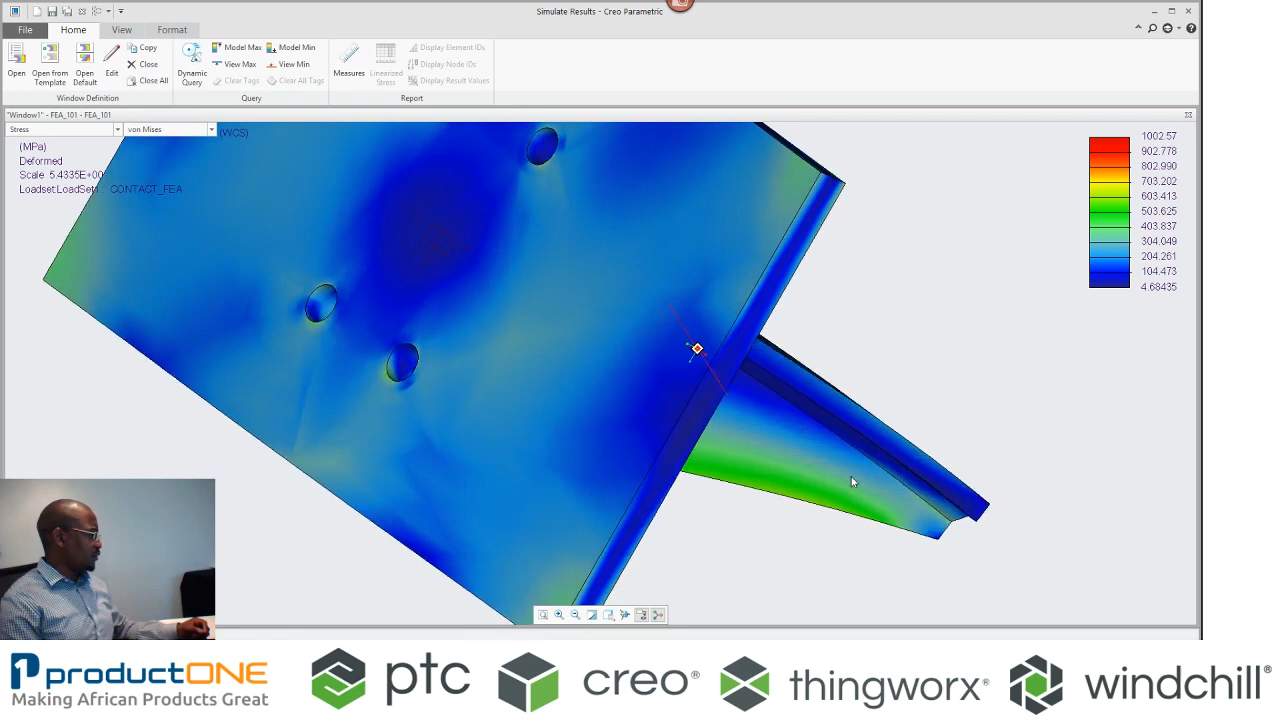 Simulate Results - Creo Parametric
File Home View Format
Open
Open from Template
Open Default
Edit
Copy
Close
Close All
Window Definition
Dynamic Query
Model Max
Model Min
View Max
View Min
Clear Tags
Clear All Tags
Query
Measures
Linearized Stress
Display Element IDs
Display Node IDs
Display Result Values
Report
"Window1" - FEA_101 - FEA_101
Stress
von Mises
(WCS)
(MPa)
Deformed
Scale 5.4335E+00
Loadset:LoadSet1 : CONTACT_FEA
1002.57
902.778
802.990
703.202
603.413
503.625
403.837
304.049
204.261
104.473
4.68435
productONE
Making African Products Great
ptc
creo®
thingworx®
windchill®